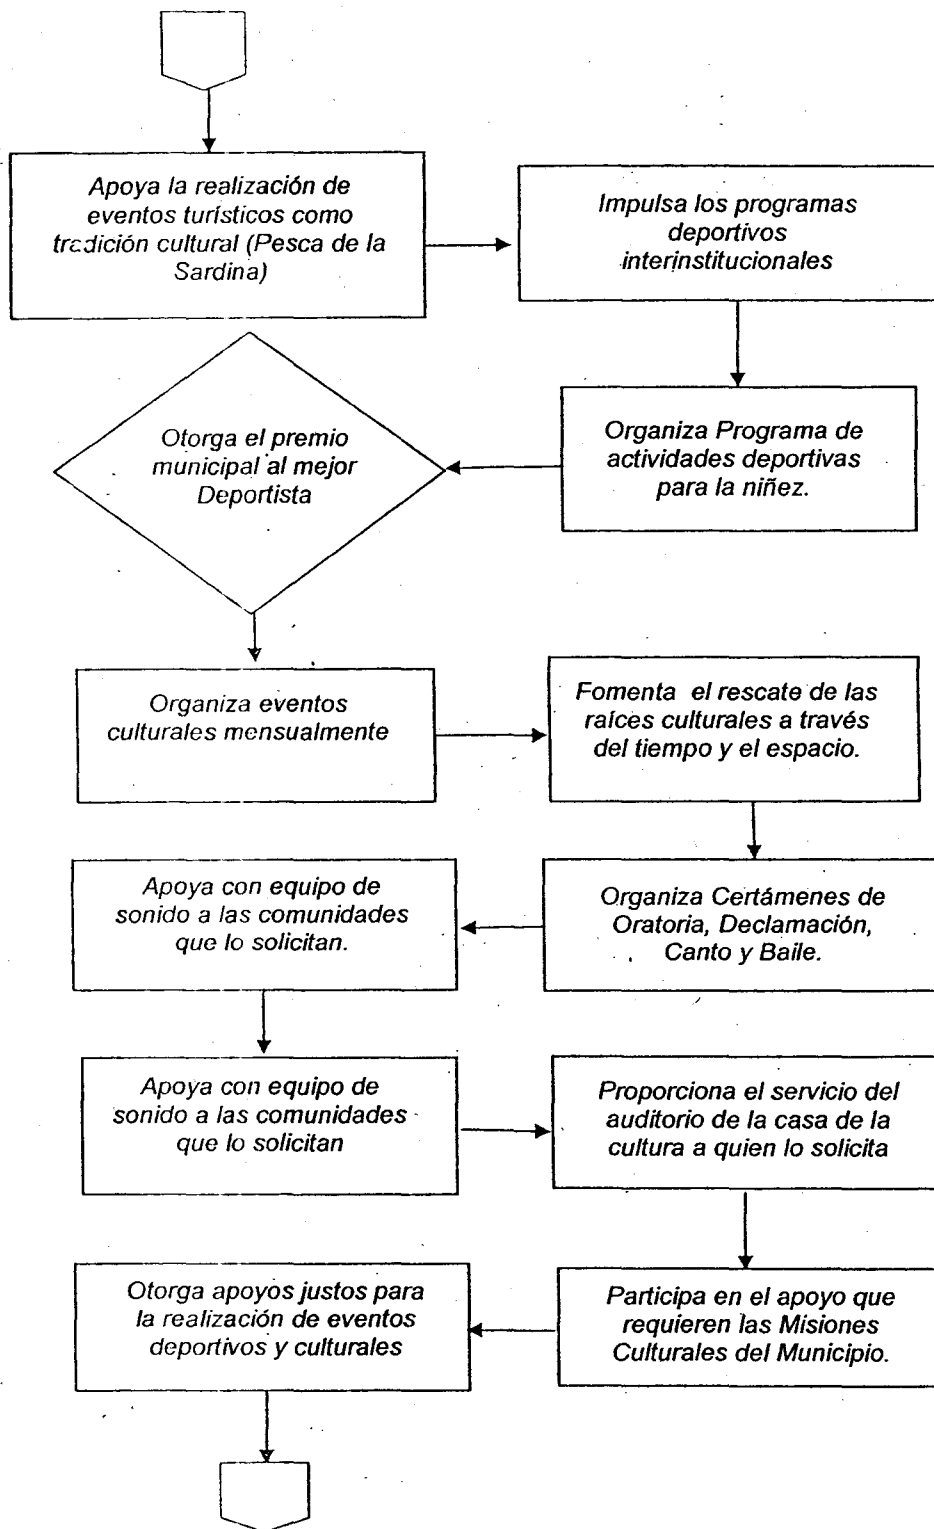 Apoya la realización de
eventos turísticos como
tradición cultural (Pesca de la
Sardina)
Impulsa los programas
deportivos
interinstitucionales
Organiza Programa de
actividades deportivas
para la niñez.
Otorga el premio
municipal al mejor
Deportista
Organiza eventos
culturales mensualmente
Fomenta el rescate de las
raíces culturales a través
del tiempo y el espacio.
Organiza Certámenes de
Oratoria, Declamación,
Canto y Baile.
Apoya con equipo de
sonido a las comunidades
que lo solicitan.
Apoya con equipo de
sonido a las comunidades
que lo solicitan
Proporciona el servicio del
auditorio de la casa de la
cultura a quien lo solicita
Participa en el apoyo que
requieren las Misiones
Culturales del Municipio.
Otorga apoyos justos para
la realización de eventos
deportivos y culturales